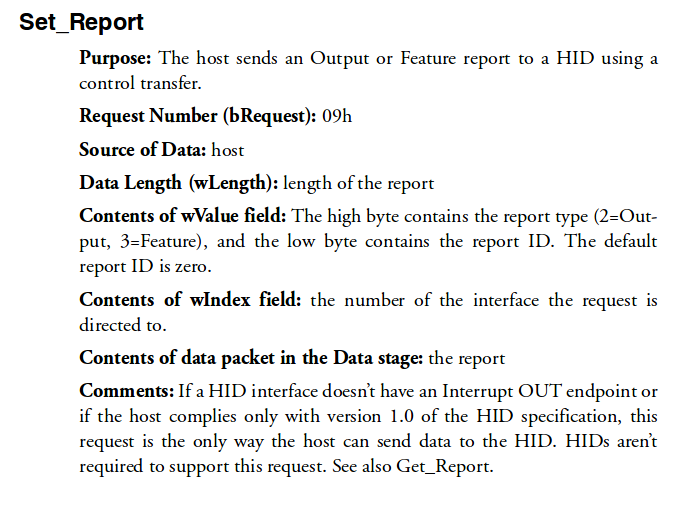 Set_Report
Purpose: The host sends an Output or Feature report to a HID using a
control transfer.
Request Number (bRequest): 09h
Source of Data: host
Data Length (wLength): length of the report
Contents of wValue field: The high byte contains the report type (2=Out-
put, 3=Feature), and the low byte contains the report ID. The default
report ID is zero.
Contents of wIndex field: the number of the interface the request is
directed to.
Contents of data packet in the Data stage: the report
Comments: If a HID interface doesn't have an Interrupt OUT endpoint or
if the host complies only with version 1.0 of the HID specification, this
request is the only way the host can send data to the HID. HIDs aren't
required to support this request. See also Get_Report.